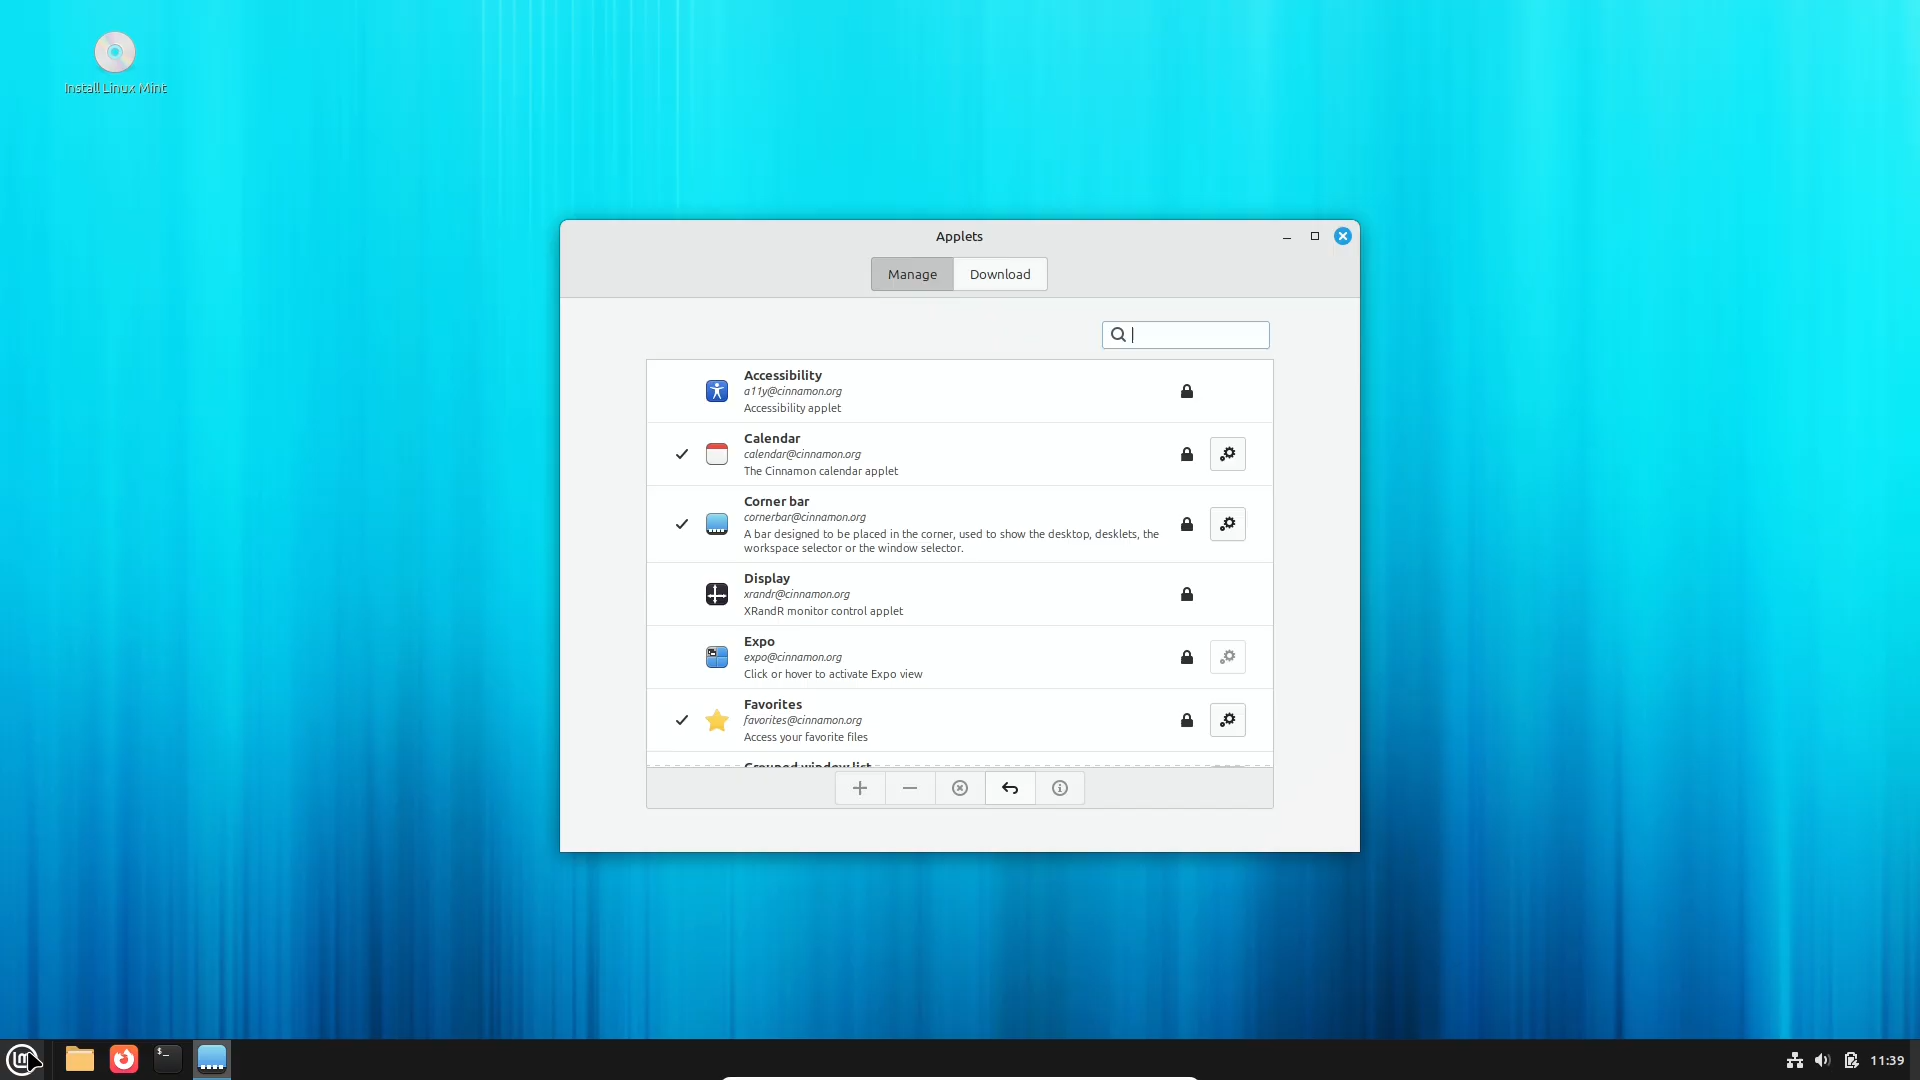 Install Linux Mint
Applets
Manage
Download
Accessibility
a11y@cinnamon.org
Accessibility applet
Calendar
calendar@cinnamon.org
The Cinnamon calendar applet
Corner bar
cornerbar@cinnamon.org
A bar designed to be placed in the corner, used to show the desktop, desklets, the
workspace selector or the window selector.
Display
xrandr@cinnamon.org
XRandR monitor control applet
Expo
expo@cinnamon.org
Click or hover to activate Expo view
Favorites
favorites@cinnamon.org
Access your favorite files
Grouped window list
11:39